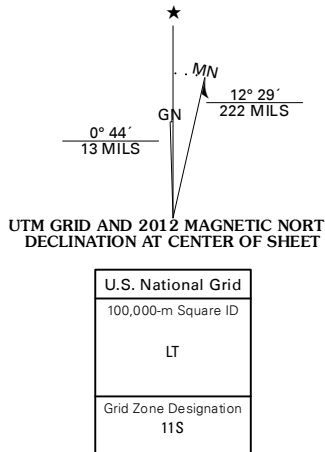 ★
MN
GN
12° 29´
222 MILS
0° 44´
13 MILS
UTM GRID AND 2012 MAGNETIC NORT
DECLINATION AT CENTER OF SHEET
U.S. National Grid
100,000-m Square ID
LT
Grid Zone Designation
11S